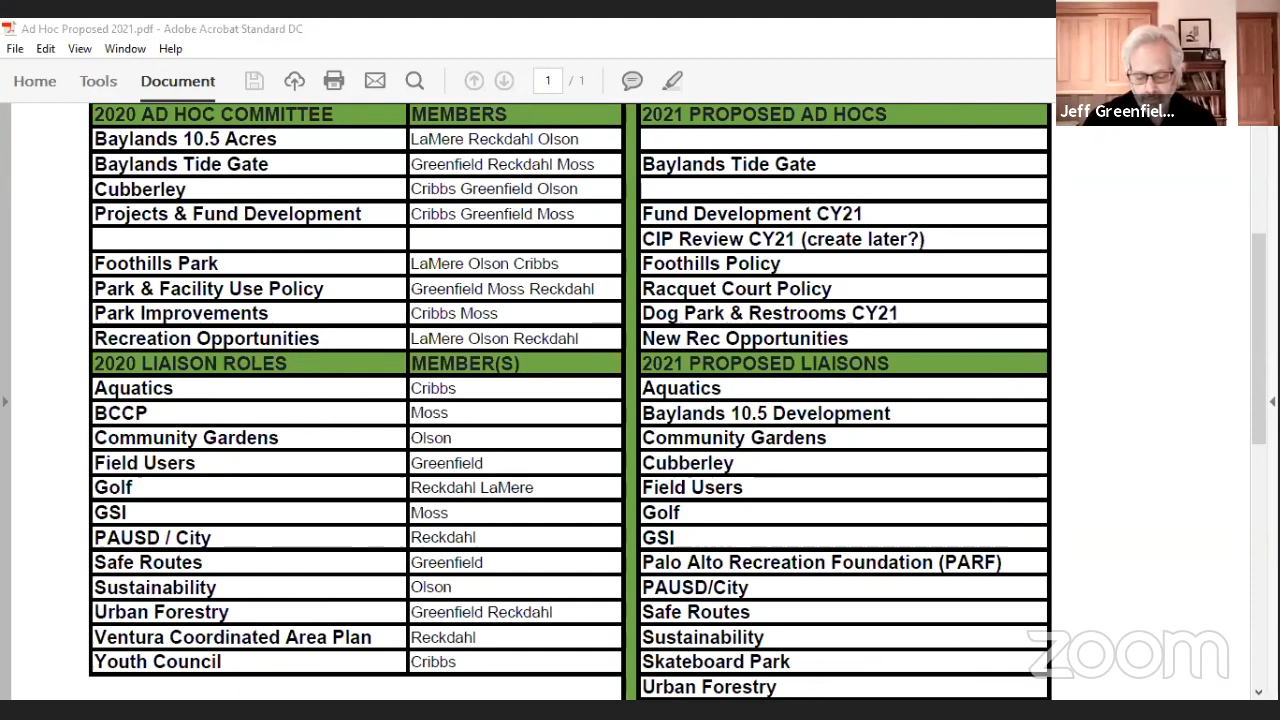 Ad Hoc Proposed 2021.pdf - Adobe Acrobat Standard DC
File Edit View Window Help
Home Tools Document 1 / 1
Jeff Greenfiel...
2020 AD HOC COMMITTEE MEMBERS 2021 PROPOSED AD HOCS
Baylands 10.5 Acres LaMere Reckdahl Olson
Baylands Tide Gate Greenfield Reckdahl Moss Baylands Tide Gate
Cubberley Cribbs Greenfield Olson
Projects & Fund Development Cribbs Greenfield Moss Fund Development CY21
CIP Review CY21 (create later?)
Foothills Park LaMere Olson Cribbs Foothills Policy
Park & Facility Use Policy Greenfield Moss Reckdahl Racquet Court Policy
Park Improvements Cribbs Moss Dog Park & Restrooms CY21
Recreation Opportunities LaMere Olson Reckdahl New Rec Opportunities
2020 LIAISON ROLES MEMBER(S) 2021 PROPOSED LIAISONS
Aquatics Cribbs Aquatics
BCCP Moss Baylands 10.5 Development
Community Gardens Olson Community Gardens
Field Users Greenfield Cubberley
Golf Reckdahl LaMere Field Users
GSI Moss Golf
PAUSD / City Reckdahl GSI
Safe Routes Greenfield Palo Alto Recreation Foundation (PARF)
Sustainability Olson PAUSD/City
Urban Forestry Greenfield Reckdahl Safe Routes
Ventura Coordinated Area Plan Reckdahl Sustainability
Youth Council Cribbs Skateboard Park
Urban Forestry
zoom